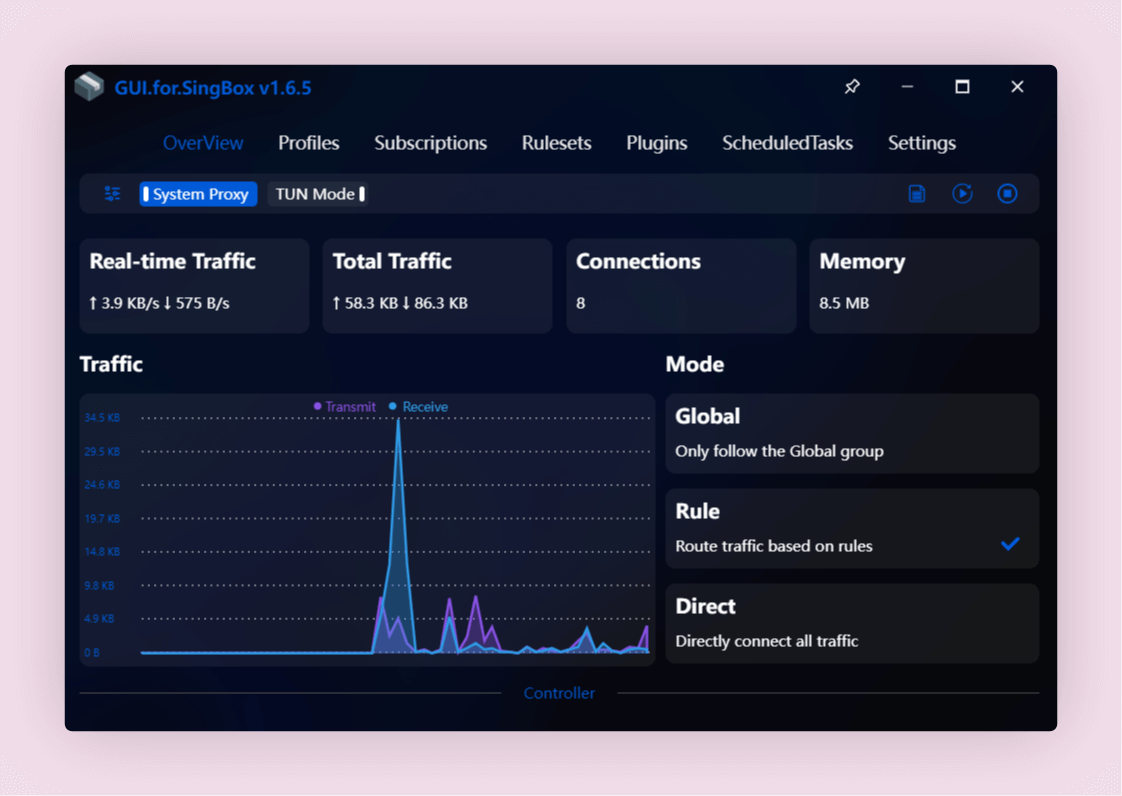 GUI.for.SingBox v1.6.5
OverView Profiles Subscriptions Rulesets Plugins ScheduledTasks Settings
System Proxy TUN Mode
Real-time Traffic
↑ 3.9 KB/s ↓ 575 B/s
Total Traffic
↑ 58.3 KB ↓ 86.3 KB
Connections
8
Memory
8.5 MB
Traffic
Transmit Receive
34.5 KB
29.5 KB
24.6 KB
19.7 KB
14.8 KB
9.8 KB
4.9 KB
0 B
Mode
Global
Only follow the Global group
Rule
Route traffic based on rules
Direct
Directly connect all traffic
Controller